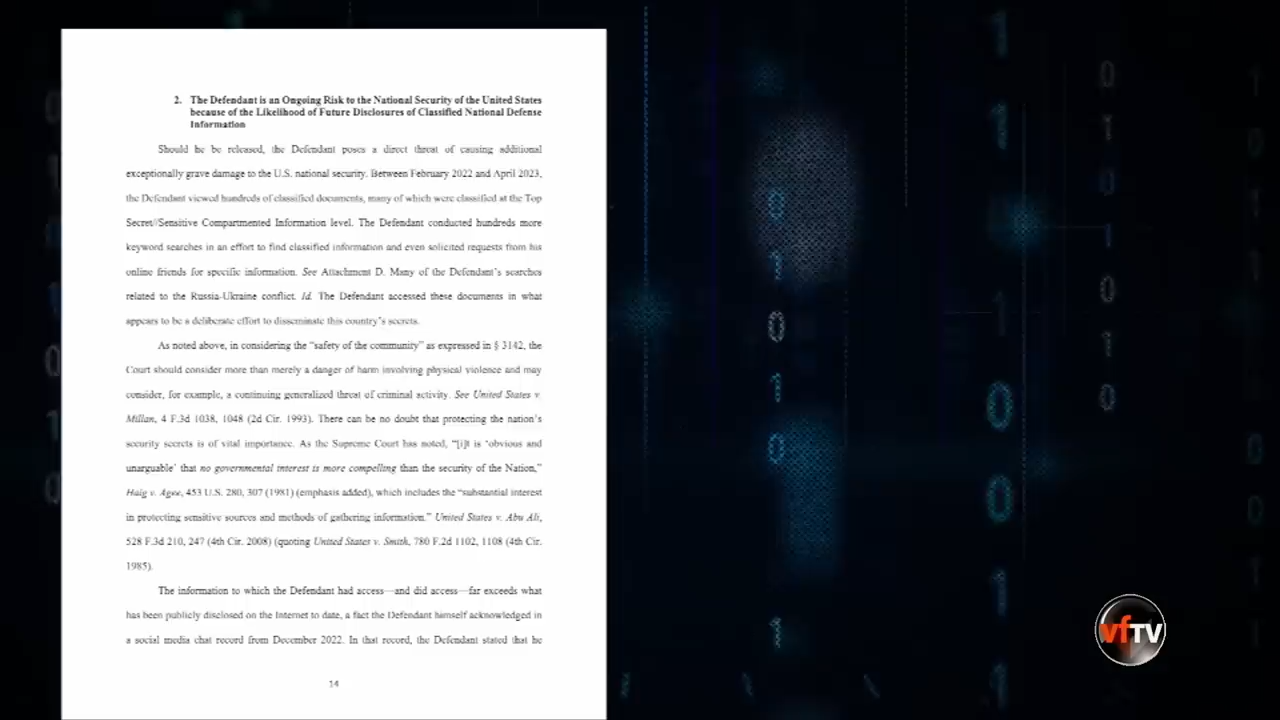 2. The Defendant is an Ongoing Risk to the National Security of the United States
because of the Likelihood of Future Disclosures of Classified National Defense
Information
Should he be released, the Defendant poses a direct threat of causing additional
exceptionally grave damage to the U.S. national security. Between February 2022 and April 2023,
the Defendant viewed hundreds of classified documents, many of which were classified at the Top
Secret//Sensitive Compartmented Information level. The Defendant conducted hundreds more
keyword searches in an effort to find classified information and even solicited requests from his
online friends for specific information. See Attachment D. Many of the Defendant's searches
related to the Russia-Ukraine conflict. Id. The Defendant accessed these documents in what
appears to be a deliberate effort to disseminate this country's secrets.
As noted above, in considering the "safety of the community" as expressed in § 3142, the
Court should consider more than merely a danger of harm involving physical violence and may
consider, for example, a continuing generalized threat of criminal activity. See United States v.
Millan, 4 F.3d 1038, 1048 (2d Cir. 1993). There can be no doubt that protecting the nation's
security secrets is of vital importance. As the Supreme Court has noted, "[i]t is 'obvious and
unarguable' that no governmental interest is more compelling than the security of the Nation,"
Haig v. Agee, 453 U.S. 280, 307 (1981) (emphasis added), which includes the "substantial interest
in protecting sensitive sources and methods of gathering information." United States v. Abu Ali,
528 F.3d 210, 247 (4th Cir. 2008) (quoting United States v. Smith, 780 F.2d 1102, 1108 (4th Cir.
1985).
The information to which the Defendant had access—and did access—far exceeds what
has been publicly disclosed on the Internet to date, a fact the Defendant himself acknowledged in
a social media chat record from December 2022. In that record, the Defendant stated that he
14
vfTV